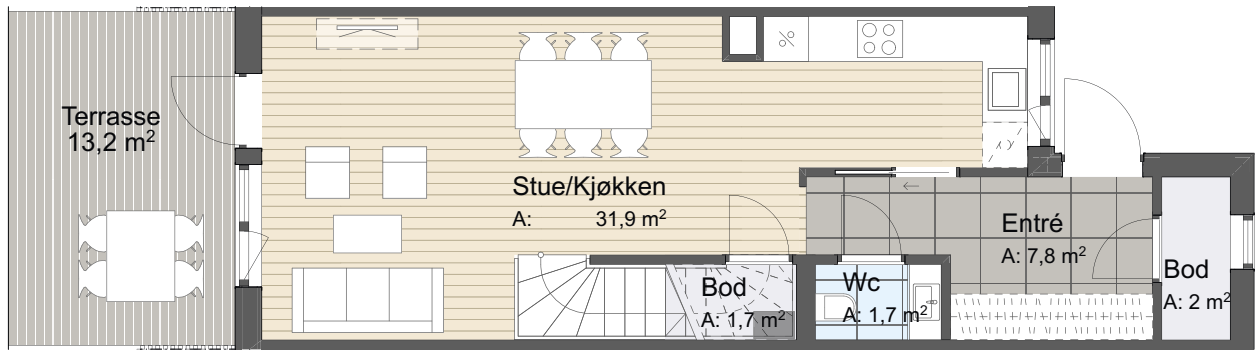 Terrasse
13,2 m²
Stue/Kjøkken
A: 31,9 m²
%
Entré
A: 7,8 m²
Bod
A: 1,7 m²
Wc
A: 1,7 m²
Bod
A: 2 m²